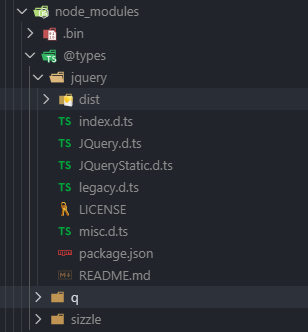 node_modules
.bin
@types
jquery
dist
TS index.d.ts
TS JQuery.d.ts
TS JQueryStatic.d.ts
TS legacy.d.ts
LICENSE
TS misc.d.ts
package.json
README.md
q
sizzle